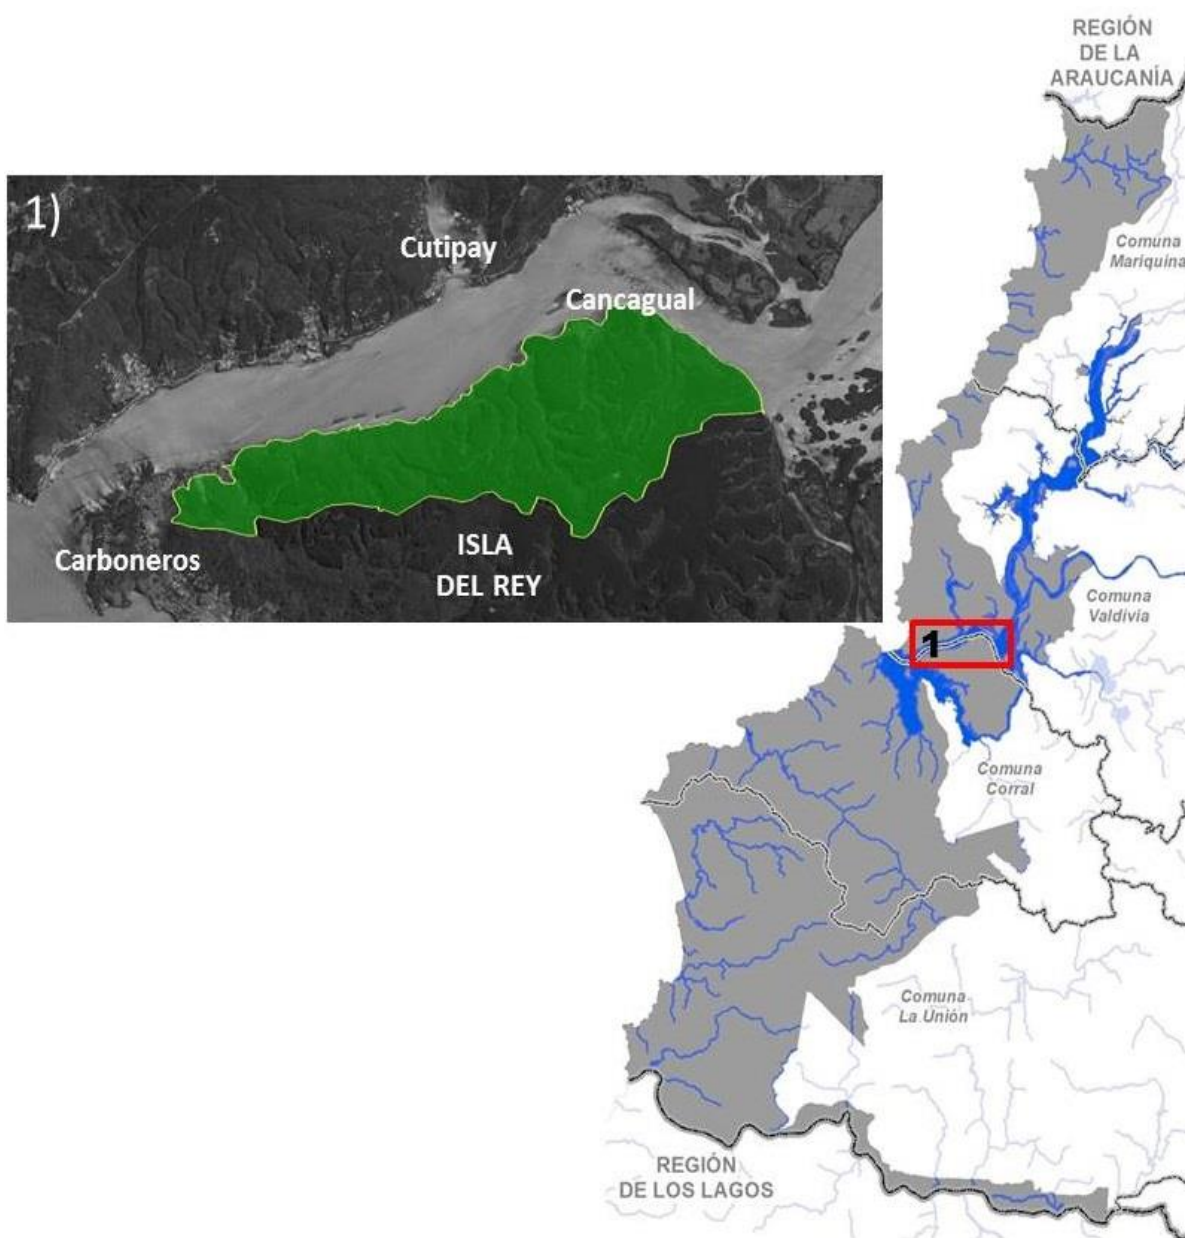 REGIÓN
DE LA
ARAUCANÍA
1)
Cutipay
Cancagual
Carboneros
ISLA
DEL REY
Comuna
Mariquina
Comuna
Valdivia
1
Comuna
Corral
Comuna
La Unión
REGIÓN
DE LOS LAGOS